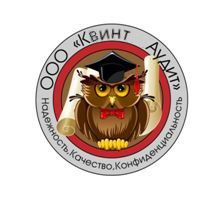 ООО «Квинт Аудит»
Надежность,Качество,Конфиденциальность